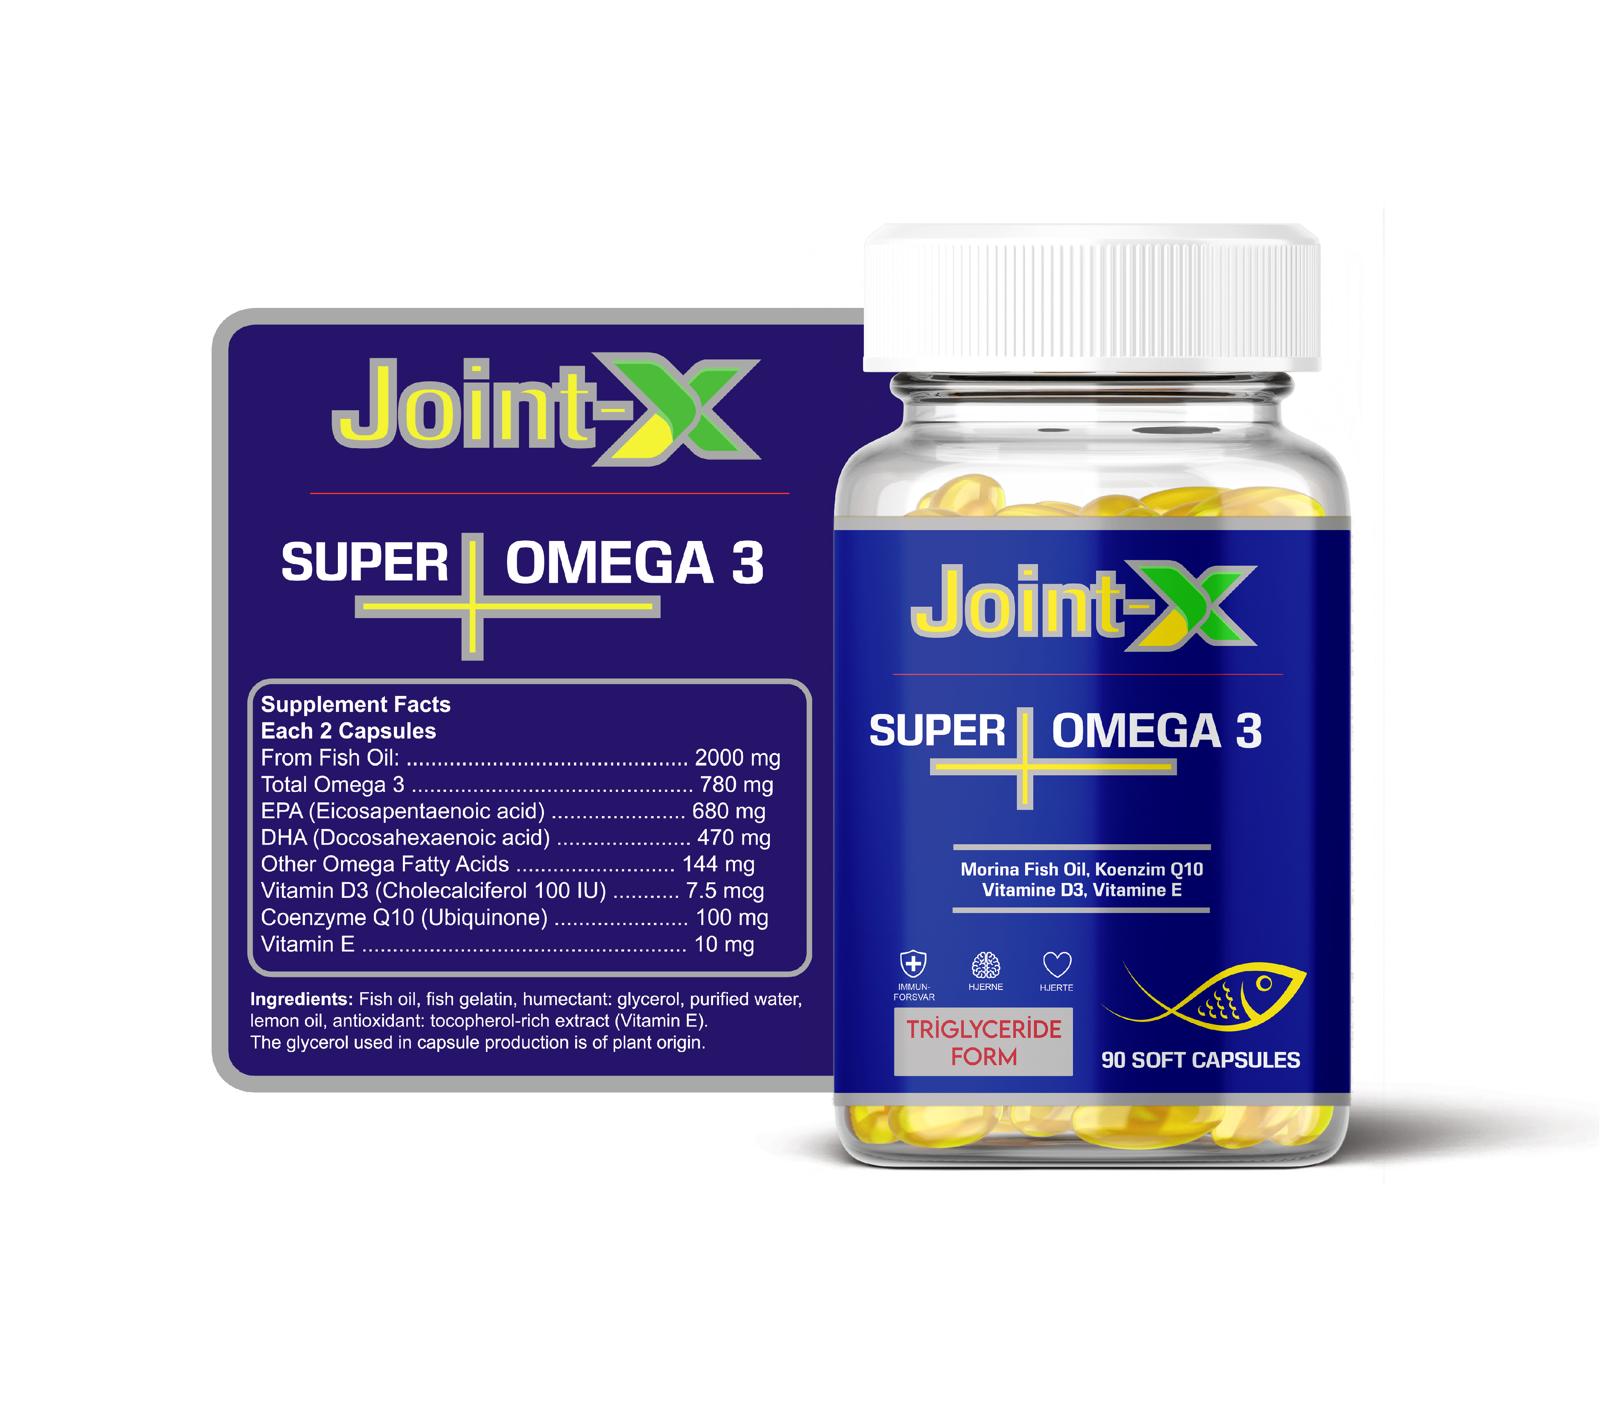 Joint-X
SUPER OMEGA 3
Supplement Facts
Each 2 Capsules
From Fish Oil: .............................................. 2000 mg
Total Omega 3 .............................................. 780 mg
EPA (Eicosapentaenoic acid) ...................... 680 mg
DHA (Docosahexaenoic acid) ...................... 470 mg
Other Omega Fatty Acids .......................... 144 mg
Vitamin D3 (Cholecalciferol 100 IU) ........... 7.5 mcg
Coenzyme Q10 (Ubiquinone) ...................... 100 mg
Vitamin E ..................................................... 10 mg
Ingredients: Fish oil, fish gelatin, humectant: glycerol, purified water,
lemon oil, antioxidant: tocopherol-rich extract (Vitamin E).
The glycerol used in capsule production is of plant origin.
Joint-X
SUPER OMEGA 3
Morina Fish Oil, Koenzim Q10
Vitamine D3, Vitamine E
IMMUN-
FORSVAR
HJERNE
HJERTE
TRİGLYCERİDE
FORM
90 SOFT CAPSULES